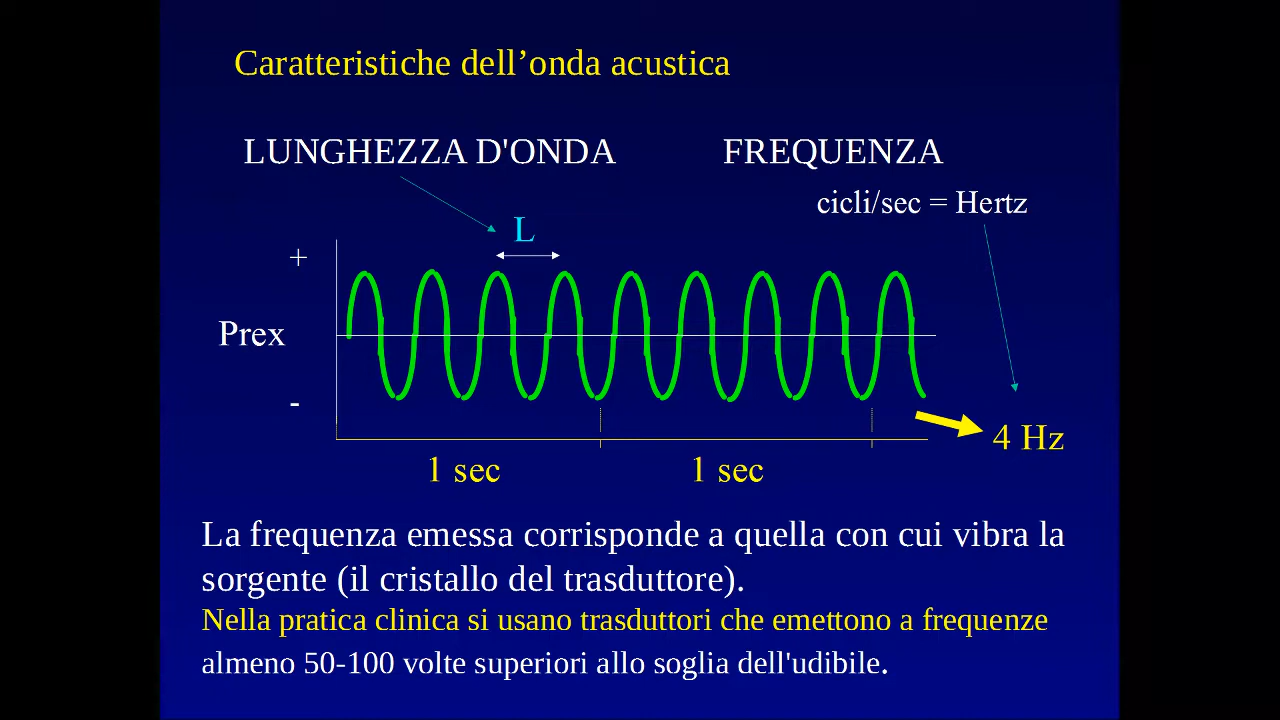 Caratteristiche dell’onda acustica
LUNGHEZZA D'ONDA
FREQUENZA
cicli/sec = Hertz
L
+
Prex
-
4 Hz
1 sec
1 sec
La frequenza emessa corrisponde a quella con cui vibra la
sorgente (il cristallo del trasduttore).
Nella pratica clinica si usano trasduttori che emettono a frequenze
almeno 50-100 volte superiori allo soglia dell'udibile.